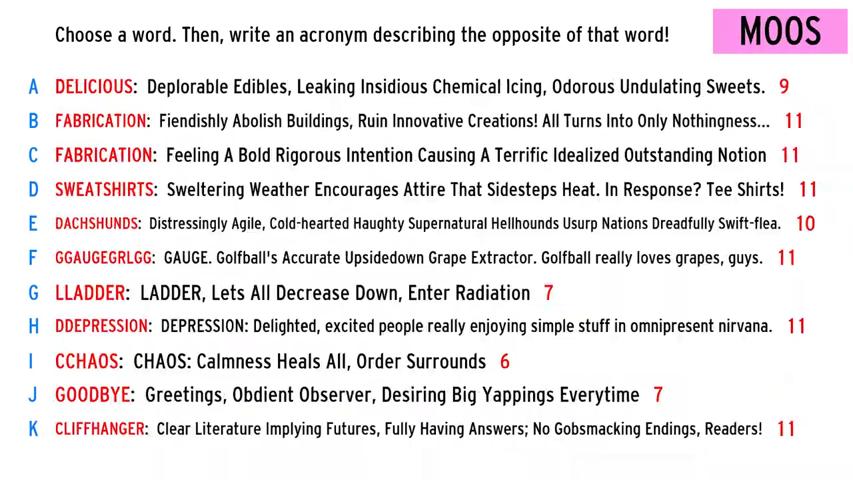 Choose a word. Then, write an acronym describing the opposite of that word!
MOOS
A DELICIOUS: Deplorable Edibles, Leaking Insidious Chemical Icing, Odorous Undulating Sweets. 9
B FABRICATION: Fiendishly Abolish Buildings, Ruin Innovative Creations! All Turns Into Only Nothingness... 11
C FABRICATION: Feeling A Bold Rigorous Intention Causing A Terrific Idealized Outstanding Notion 11
D SWEATSHIRTS: Sweltering Weather Encourages Attire That Sidesteps Heat. In Response? Tee Shirts! 11
E DACHSHUNDS: Distressingly Agile, Cold-hearted Haughty Supernatural Hellhounds Usurp Nations Dreadfully Swift-flea. 10
F GGAUGEGRLGG: GAUGE. Golfball's Accurate Upsidedown Grape Extractor. Golfball really loves grapes, guys. 11
G LLADDER: LADDER, Lets All Decrease Down, Enter Radiation 7
H DDEPRESSION: DEPRESSION: Delighted, excited people really enjoying simple stuff in omnipresent nirvana. 11
I CCHAOS: CHAOS: Calmness Heals All, Order Surrounds 6
J GOODBYE: Greetings, Obdient Observer, Desiring Big Yappings Everytime 7
K CLIFFHANGER: Clear Literature Implying Futures, Fully Having Answers; No Gobsmacking Endings, Readers! 11